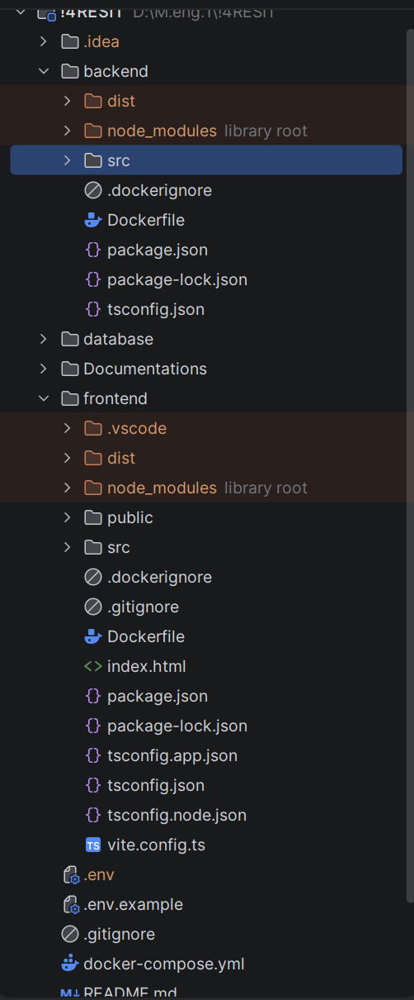 !4RESIT D:\M.eng.1\!4RESIT
.idea
backend
dist
node_modules library root
src
.dockerignore
Dockerfile
package.json
package-lock.json
tsconfig.json
database
Documentations
frontend
.vscode
dist
node_modules library root
public
src
.dockerignore
.gitignore
Dockerfile
index.html
package.json
package-lock.json
tsconfig.app.json
tsconfig.json
tsconfig.node.json
TS vite.config.ts
.env
.env.example
.gitignore
docker-compose.yml
M↓ README.md